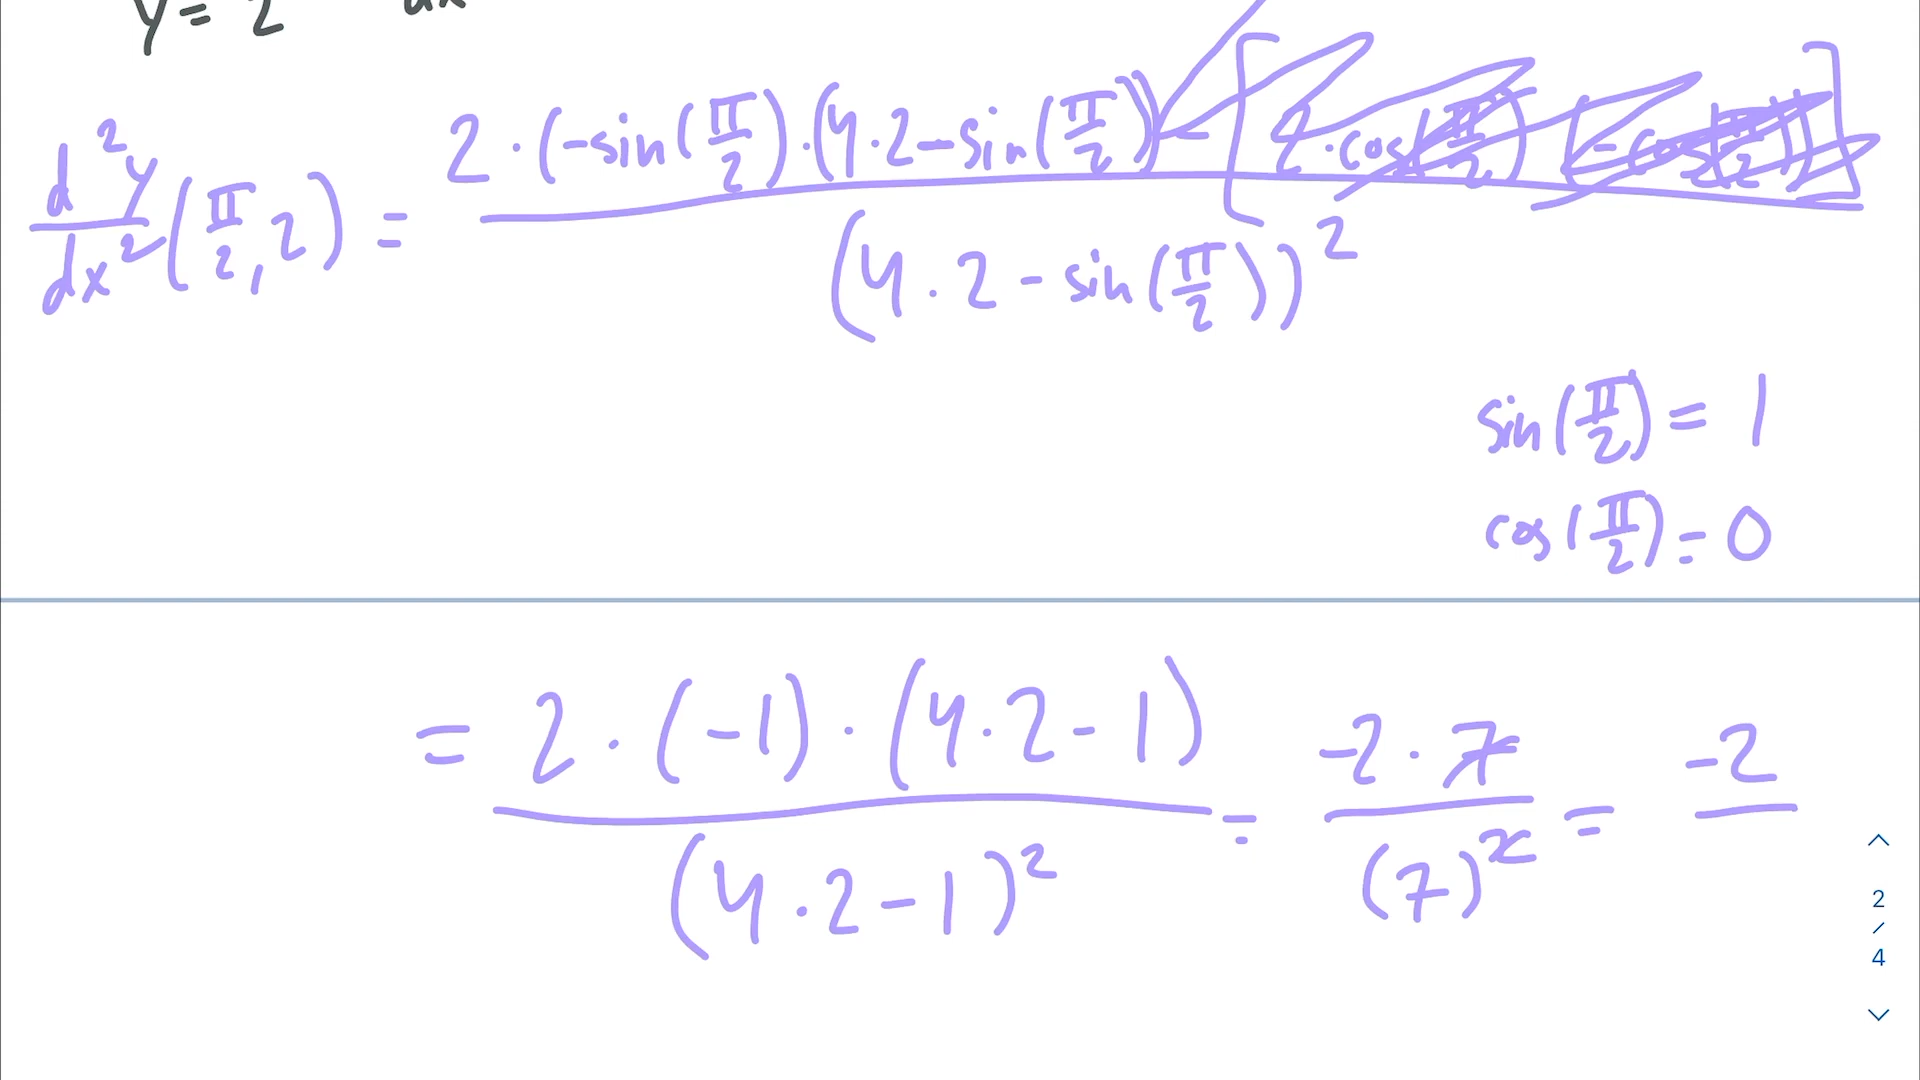 y = 2 dx
d²y/dx² (π/2, 2) = 2 · (-sin(π/2) · (4·2 - sin(π/2)) - [2 · cos(π/2) (-cos(π/2))] / (4·2 - sin(π/2))²
sin(π/2) = 1
cos(π/2) = 0
= 2 · (-1) · (4·2 - 1) / (4·2 - 1)² = -2 · 7 / (7)² = -2
2
/
4